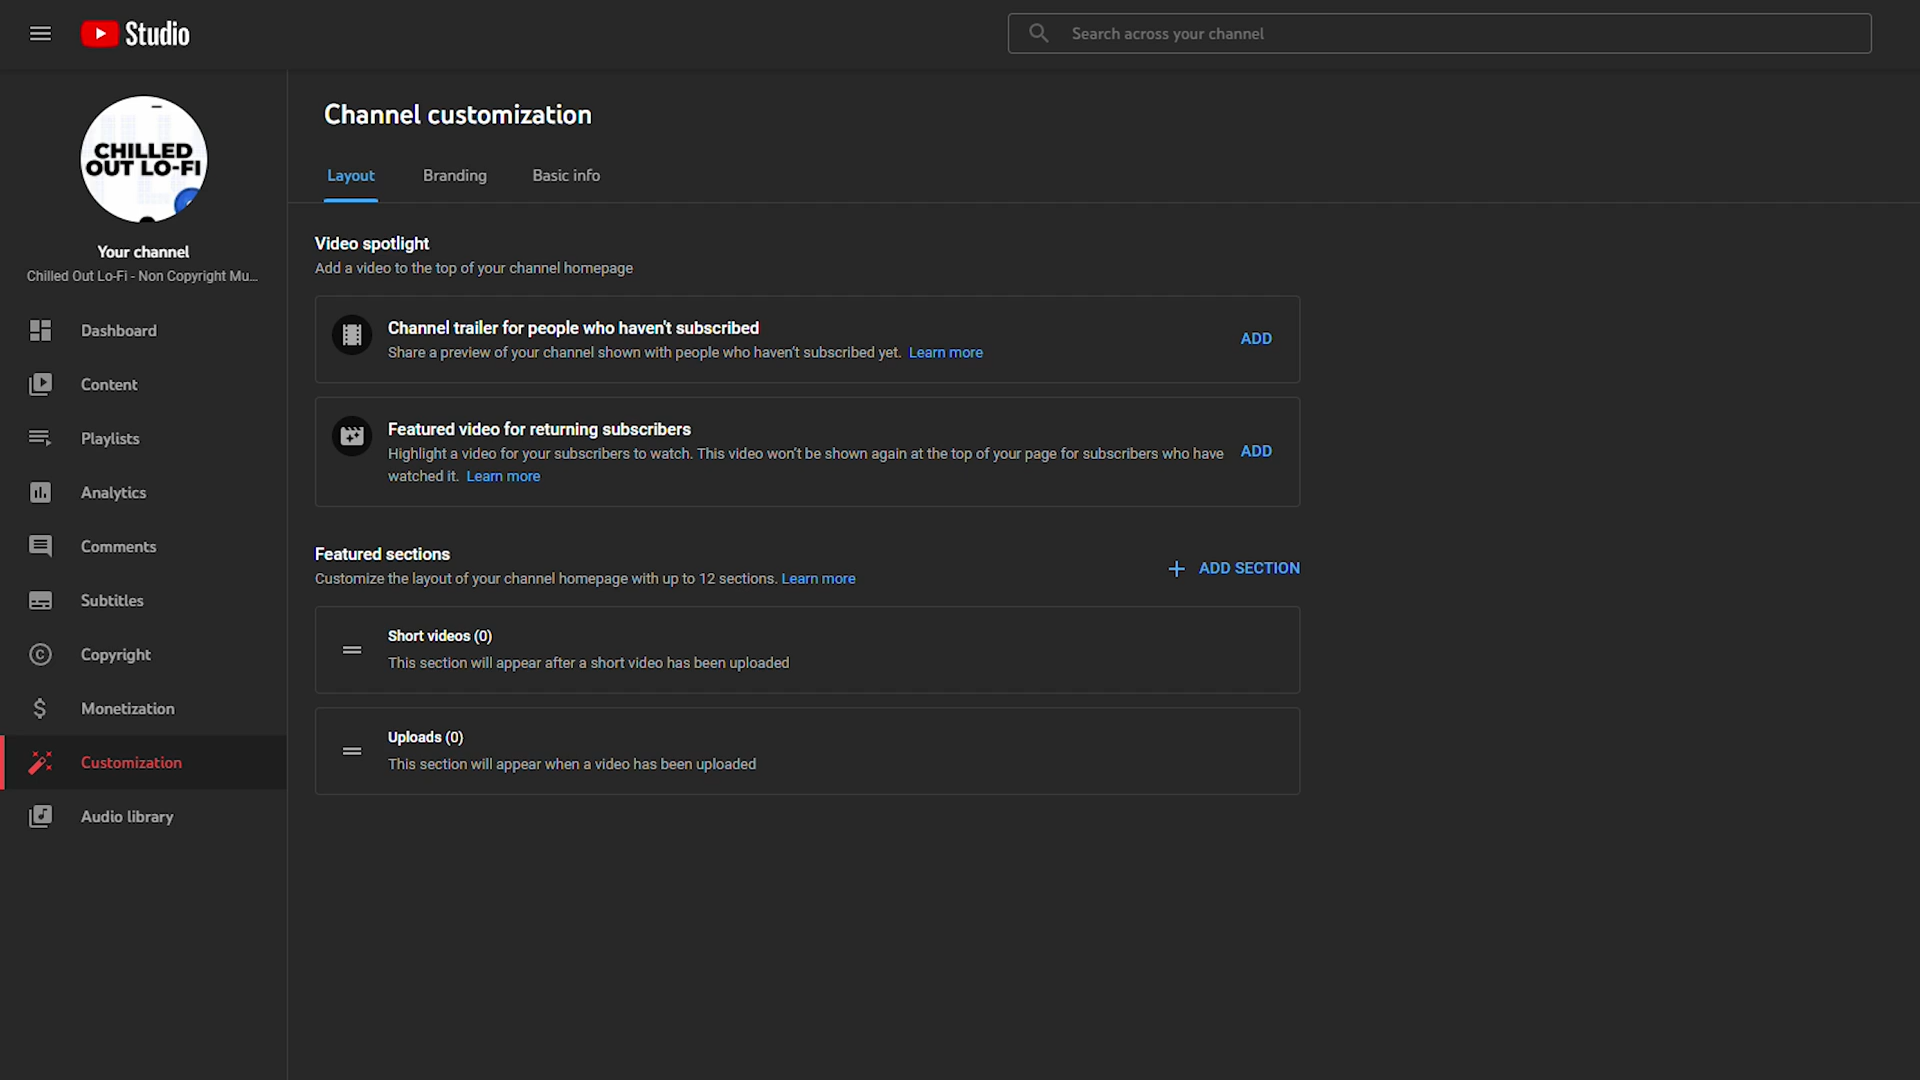 Studio
Search across your channel
CHILLED
OUT LO-FI
Your channel
Chilled Out Lo-Fi - Non Copyright Mu...
Dashboard
Content
Playlists
Analytics
Comments
Subtitles
Copyright
Monetization
Customization
Audio library
Channel customization
Layout
Branding
Basic info
Video spotlight
Add a video to the top of your channel homepage
Channel trailer for people who haven't subscribed
Share a preview of your channel shown with people who haven't subscribed yet. Learn more
ADD
Featured video for returning subscribers
Highlight a video for your subscribers to watch. This video won't be shown again at the top of your page for subscribers who have
watched it. Learn more
ADD
Featured sections
Customize the layout of your channel homepage with up to 12 sections. Learn more
ADD SECTION
Short videos (0)
This section will appear after a short video has been uploaded
Uploads (0)
This section will appear when a video has been uploaded